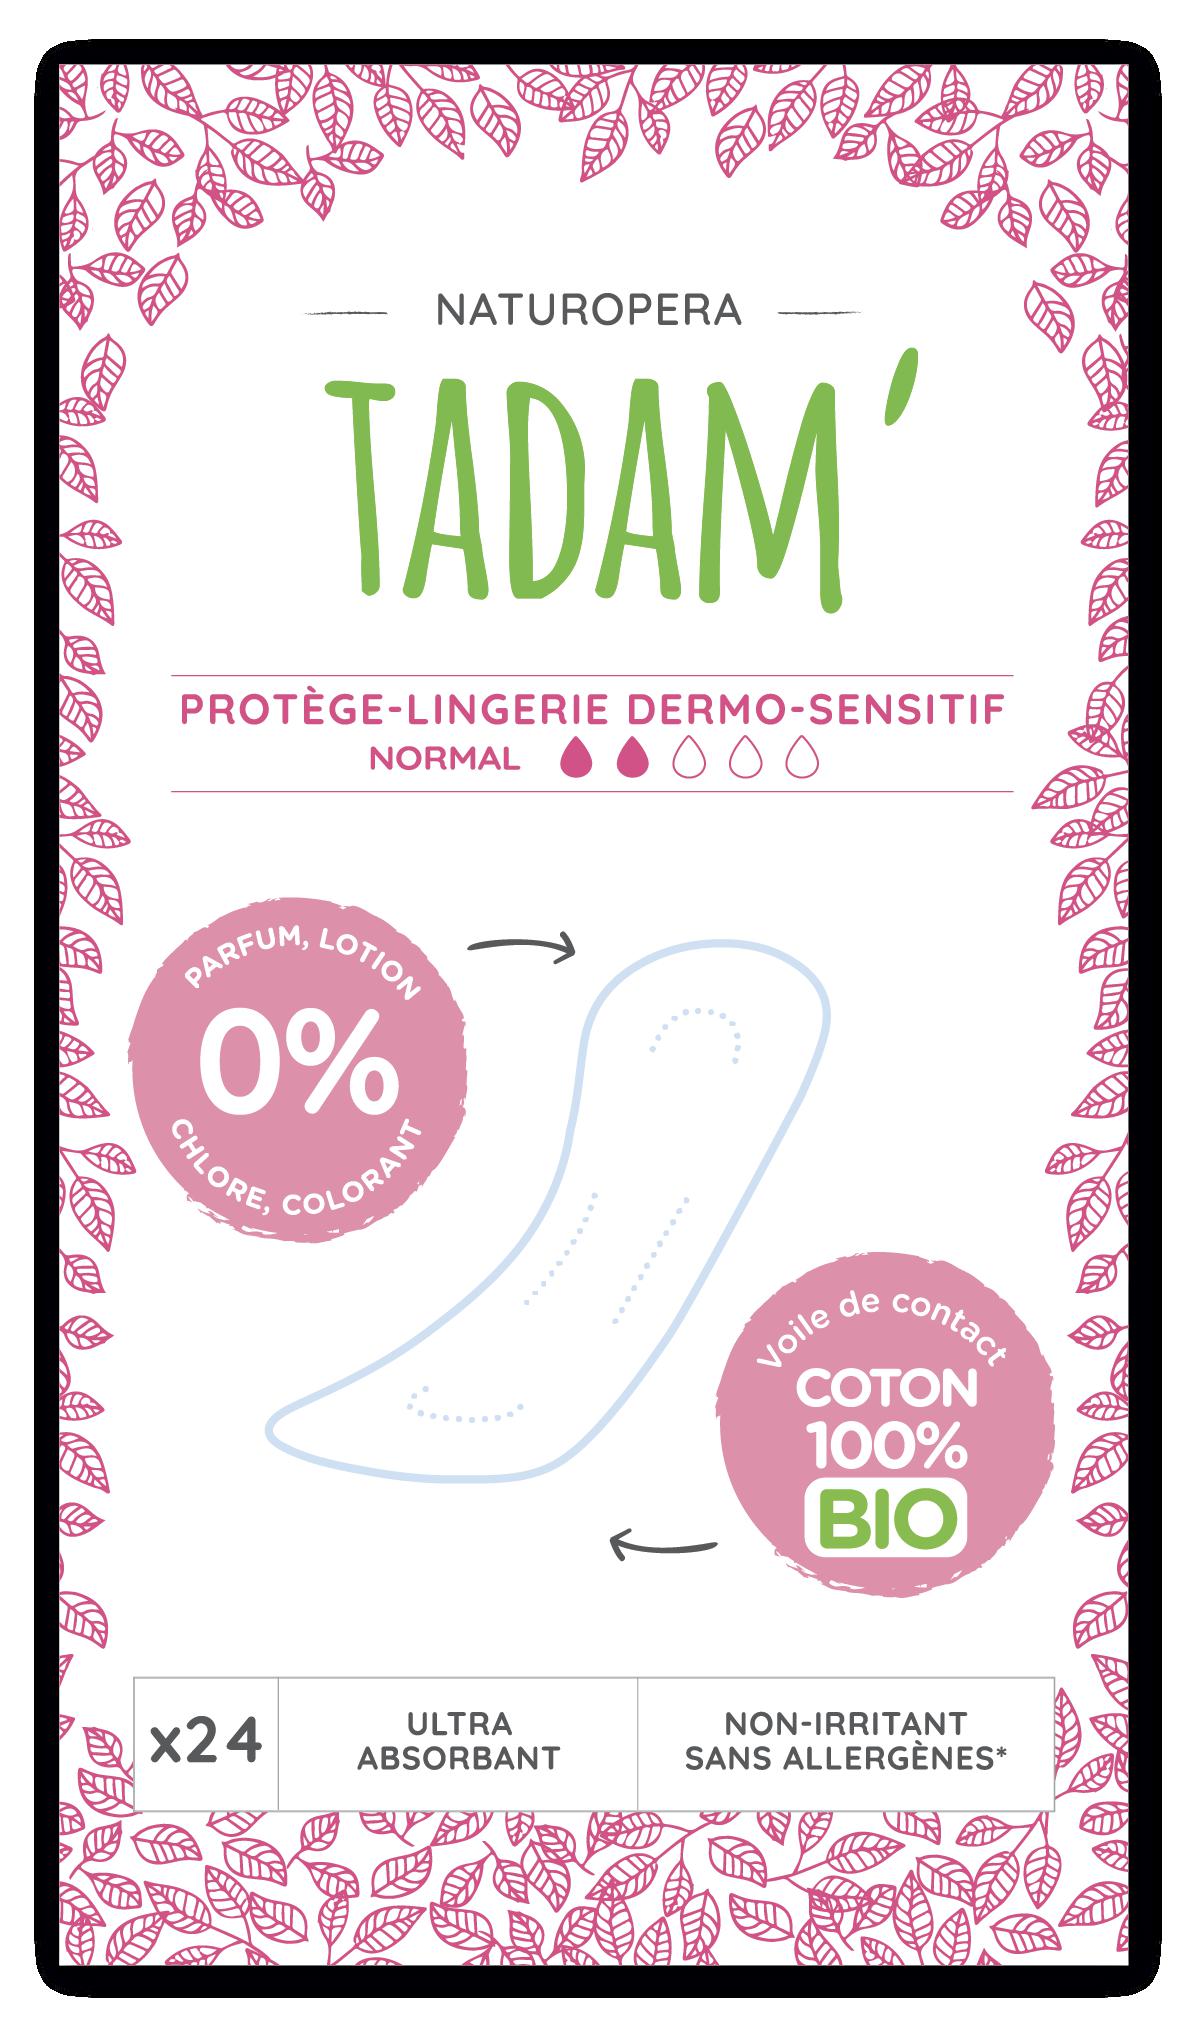 NATUROPERA
TADAM'
PROTÈGE-LINGERIE DERMO-SENSITIF
NORMAL
PARFUM, LOTION
0%
CHLORE, COLORANT
Voile de contact
COTON
100%
BIO
x24
ULTRA
ABSORBANT
NON-IRRITANT
SANS ALLERGÈNES*